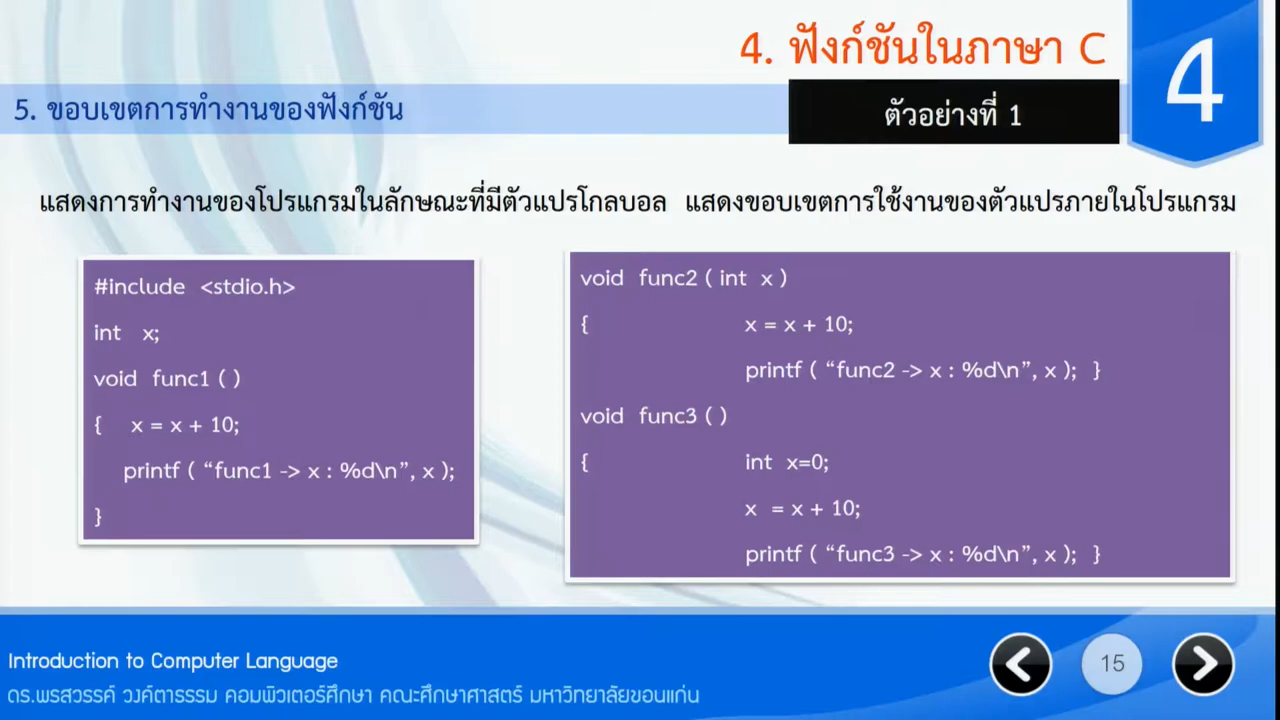 4. ฟังก์ชันในภาษา C
4
5. ขอบเขตการทำงานของฟังก์ชัน
ตัวอย่างที่ 1
แสดงการทำงานของโปรแกรมในลักษณะที่มีตัวแปรโกลบอล แสดงขอบเขตการใช้งานของตัวแปรภายในโปรแกรม
#include <stdio.h>
int x;
void func1 ( )
{ x = x + 10;
printf ( “func1 -> x : %d\n”, x );
}
void func2 ( int x )
{ x = x + 10;
printf ( “func2 -> x : %d\n”, x ); }
void func3 ( )
{ int x=0;
x = x + 10;
printf ( “func3 -> x : %d\n”, x ); }
Introduction to Computer Language
15
ดร.พรสวรรค์ วงค์ตาธรรม คอมพิวเตอร์ศึกษา คณะศึกษาศาสตร์ มหาวิทยาลัยขอนแก่น